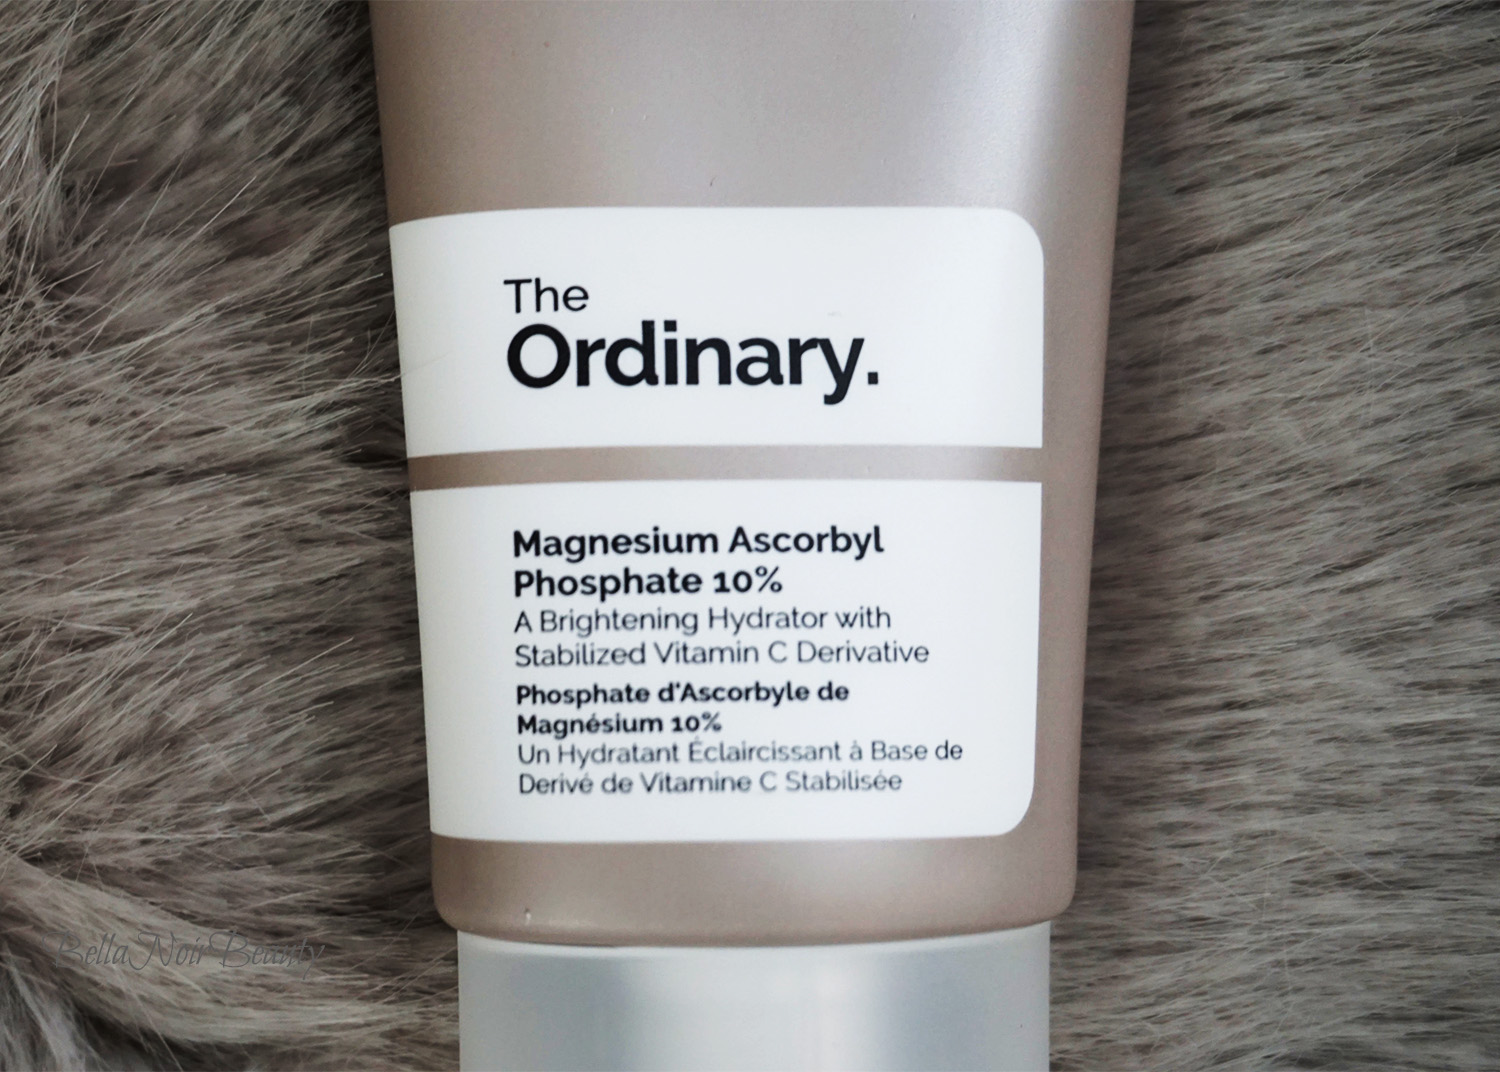 The
Ordinary.
Magnesium Ascorbyl
Phosphate 10%
A Brightening Hydrator with
Stabilized Vitamin C Derivative
Phosphate d'Ascorbyle de
Magnésium 10%
Un Hydratant Éclaircissant à Base de
Derivé de Vitamine C Stabilisée
BellaNoirBeauty